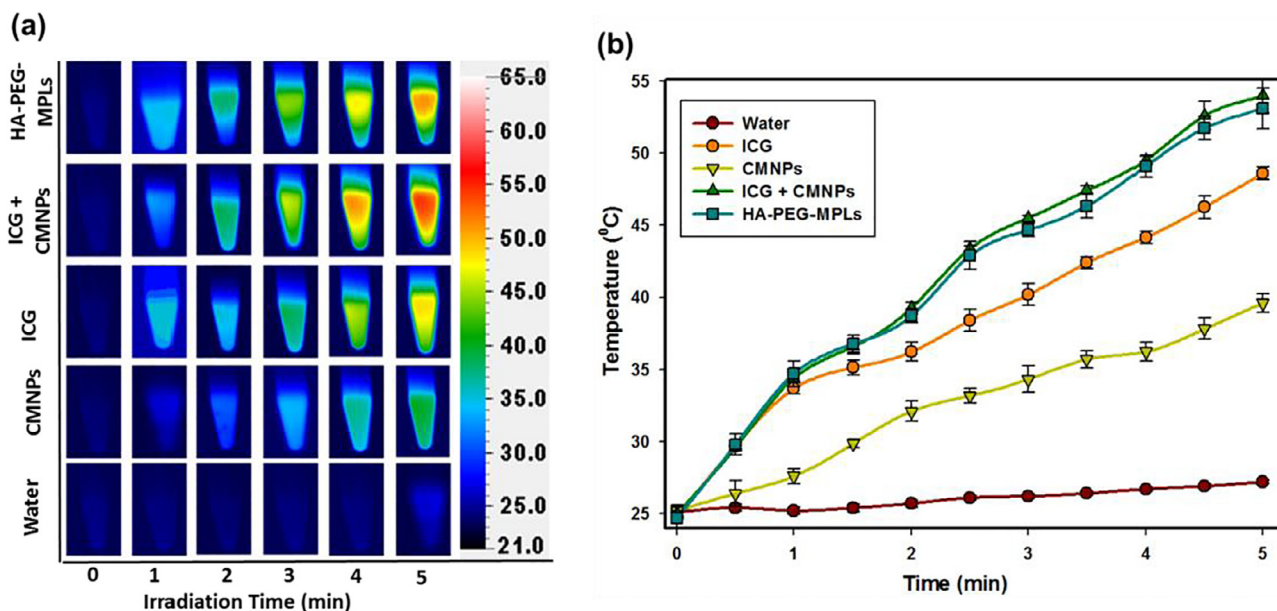 (a)
HA-PEG-
MPLs
ICG +
CMNPs
ICG
CMNPs
Water
65.0
60.0
55.0
50.0
45.0
40.0
35.0
30.0
25.0
21.0
0 1 2 3 4 5
Irradiation Time (min)
(b)
Temperature (⁰C)
55
50
45
40
35
30
25
Water
ICG
CMNPs
ICG + CMNPs
HA-PEG-MPLs
0 1 2 3 4 5
Time (min)